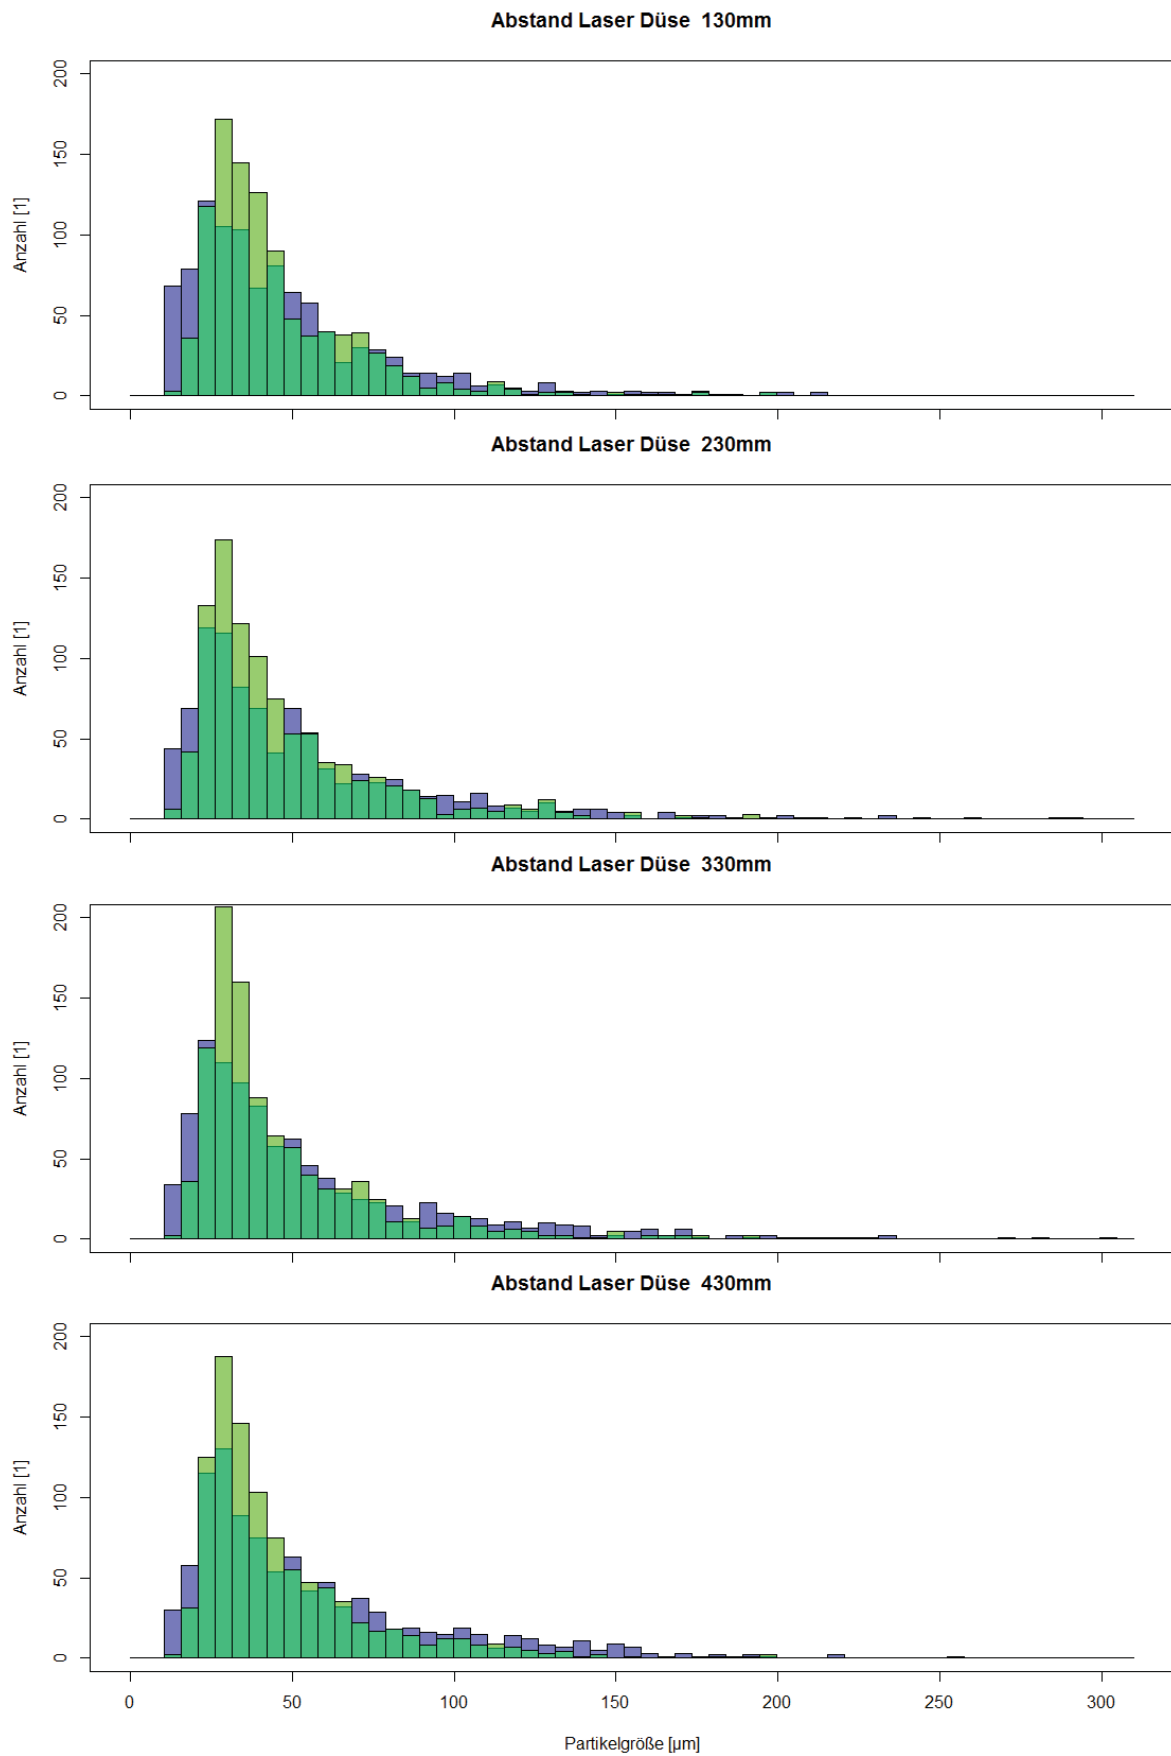 Abstand Laser Düse 130mm
200
150
100
50
0
Anzahl [1]
Abstand Laser Düse 230mm
200
150
100
50
0
Anzahl [1]
Abstand Laser Düse 330mm
200
150
100
50
0
Anzahl [1]
Abstand Laser Düse 430mm
200
150
100
50
0
Anzahl [1]
0 50 100 150 200 250 300
Partikelgröße [µm]